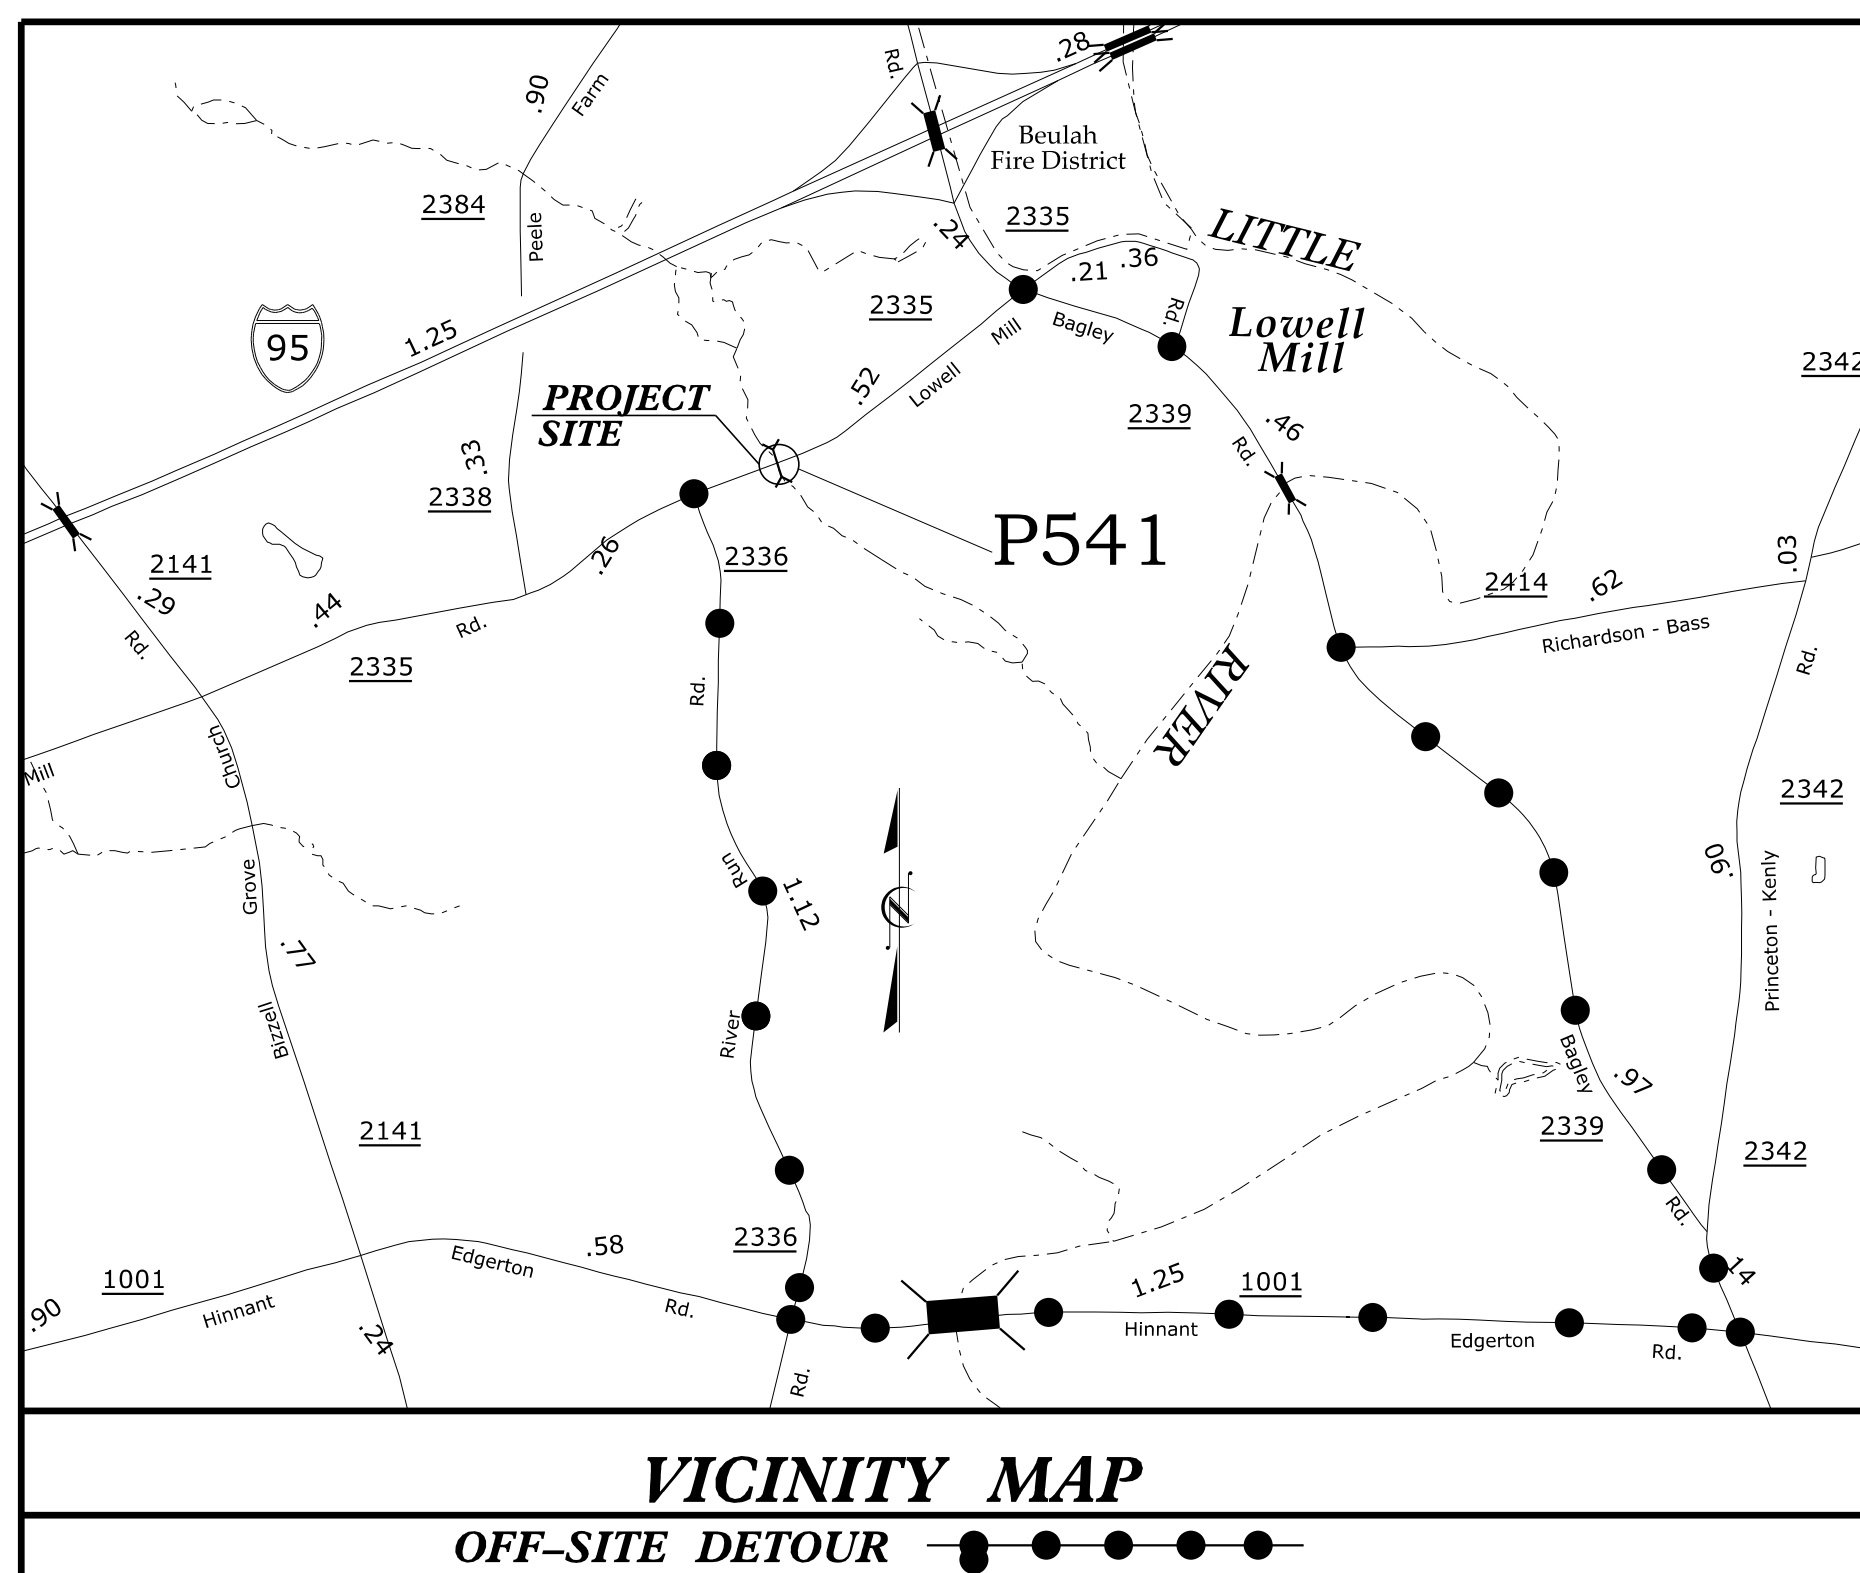 Rd.
.28
.90
Farm
Beulah
Fire District
2384
Peele
.24
2335
LITTLE
.21
.36
95
1.25
2335
Mill
Bagley
Rd.
Lowell
Mill
2342
PROJECT
SITE
.52
Lowell
2339
.46
Rd.
.33
2338
P541
2141
.29
.44
.26
2336
2414
.62
.03
Rd.
Rd.
2335
Richardson - Bass
Rd.
RIVER
Rd.
Church
Mill
2342
Grove
Run
1.12
.90
Princeton - Kenly
.77
Bizzell
River
Bagley
.97
2141
2339
2342
Rd.
2336
.58
Edgerton
1001
Hinnant
.90
Rd.
.24
1.25
1001
.14
Hinnant
Edgerton
Rd.
Rd.
VICINITY MAP
OFF–SITE DETOUR